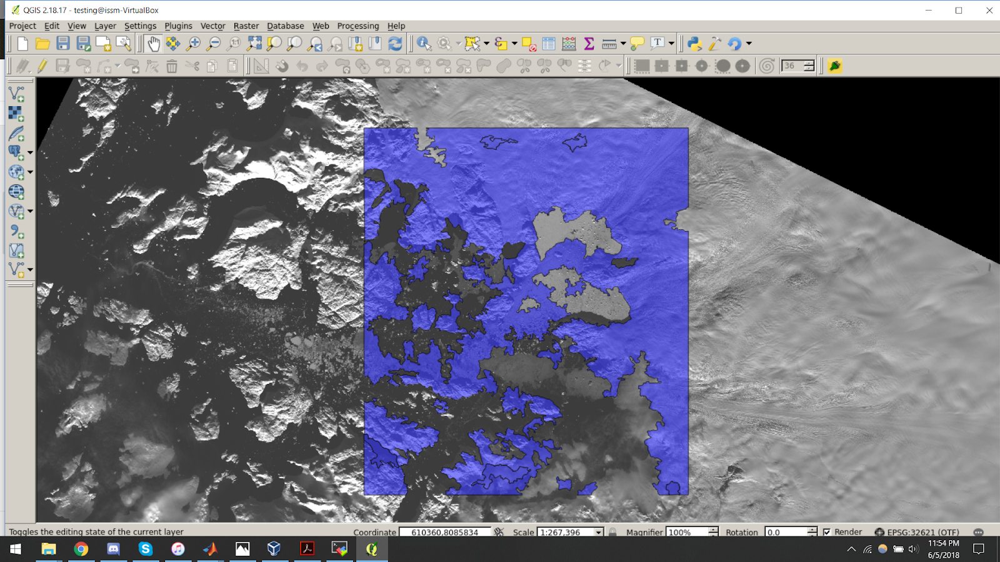 QGIS 2.18.17 - testing@issm-VirtualBox
Project Edit View Layer Settings Plugins Vector Raster Database Web Processing Help
1:1
T
36
Toggles the editing state of the current layer
Coordinate 610360,8085834 Scale 1:267,396 Magnifier 100% Rotation 0.0 Render EPSG:32621 (OTF)
11:54 PM
6/5/2018